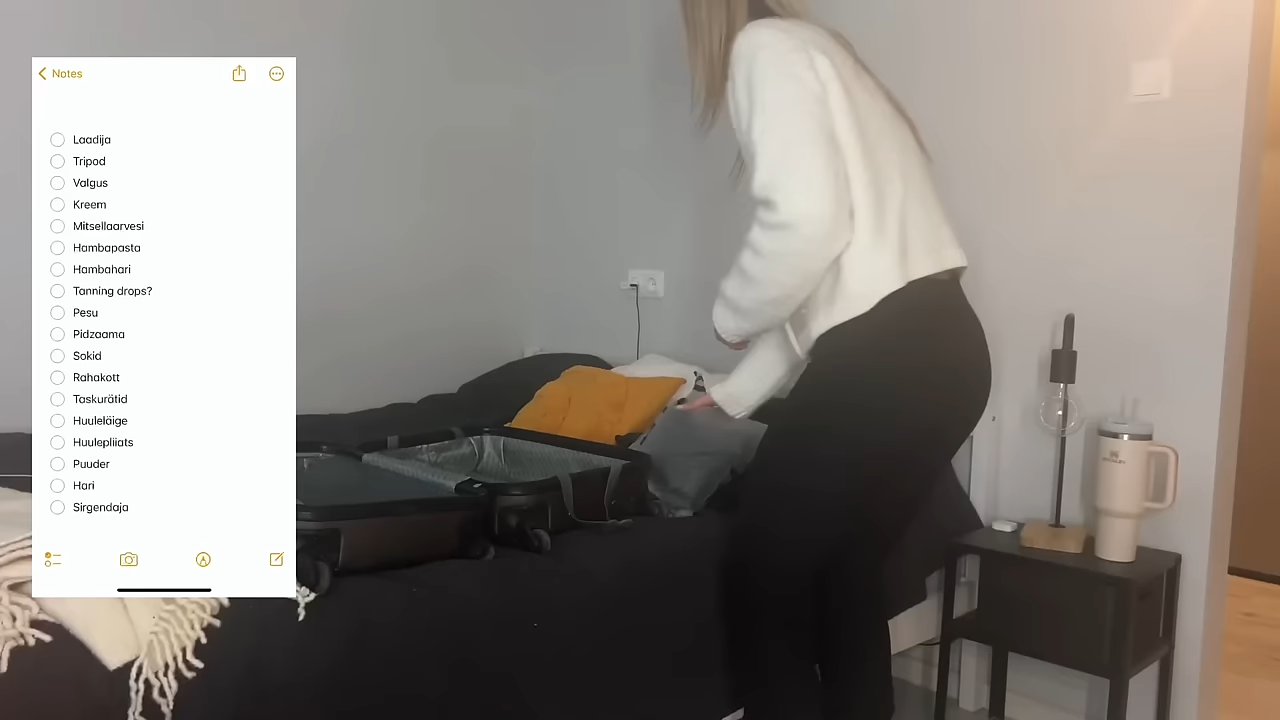 Notes
Laadija
Tripod
Valgus
Kreem
Mitsellaarvesi
Hambapasta
Hambahari
Tanning drops?
Pesu
Pidzaama
Sokid
Rahakott
Taskurätid
Huuleläige
Huulepliiats
Puuder
Hari
Sirgendaja
STANLEY